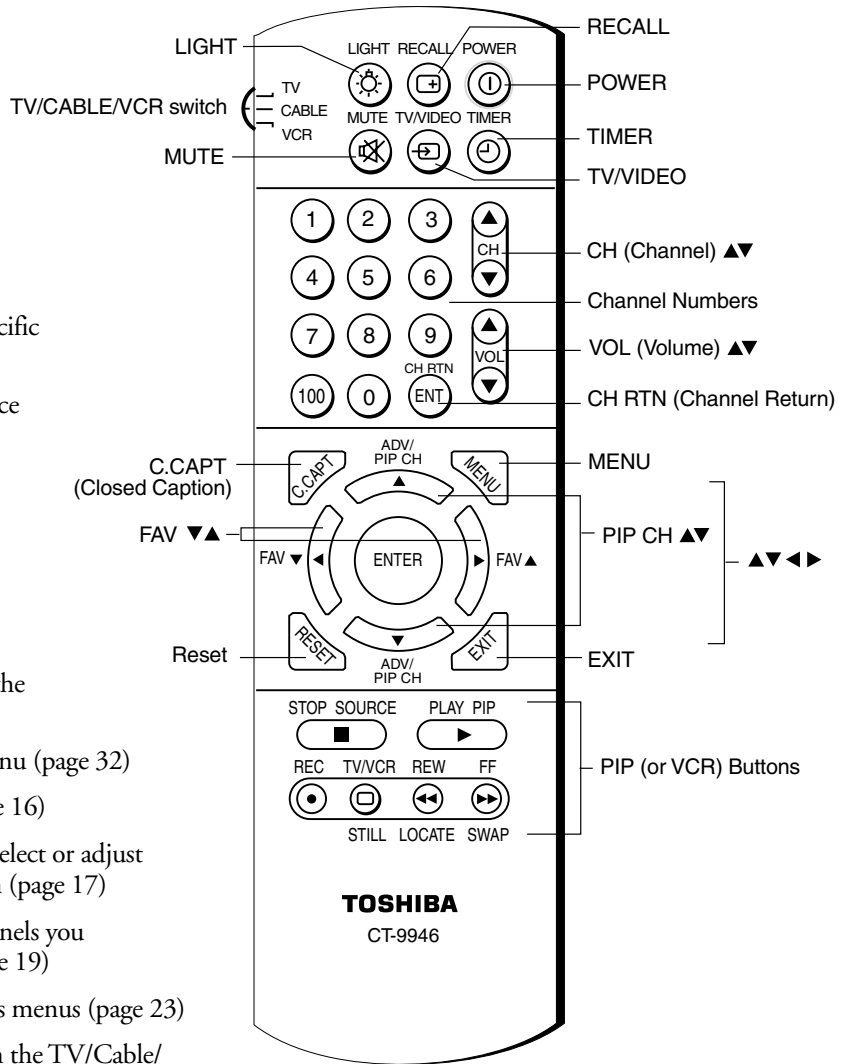 RECALL
LIGHT
LIGHT RECALL POWER
POWER
TV
TV/CABLE/VCR switch
CABLE
VCR
MUTE TV/VIDEO TIMER
TIMER
MUTE
TV/VIDEO
1 2 3
CH
CH (Channel) ▲▼
4 5 6
Channel Numbers
7 8 9
VOL
VOL (Volume) ▲▼
CH RTN
100 0 ENT
CH RTN (Channel Return)
C.CAPT
(Closed Caption)
C.CAPT
ADV/
PIP CH
MENU
MENU
FAV ▼▲
PIP CH ▲▼
▲▼◄►
FAV ▼
ENTER
FAV ▲
Reset
RESET
ADV/
PIP CH
EXIT
EXIT
STOP SOURCE PLAY PIP
REC TV/VCR REW FF
PIP (or VCR) Buttons
STILL LOCATE SWAP
TOSHIBA
CT-9946
(page 32)
16)
elect or adjust
(page 17)
you
19)
menus (page 23)
the TV/Cable/